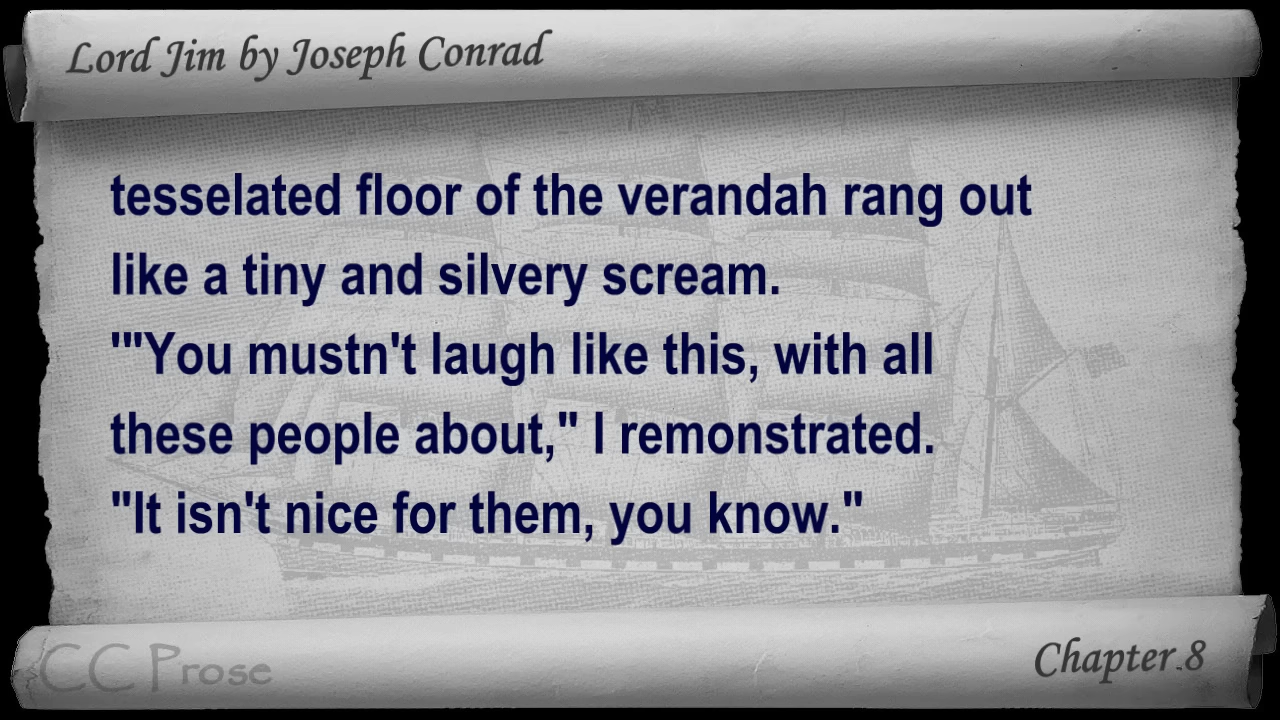 Lord Jim by Joseph Conrad
tesselated floor of the verandah rang out
like a tiny and silvery scream.
'"You mustn't laugh like this, with all
these people about," I remonstrated.
"It isn't nice for them, you know."
CC Prose
Chapter 8